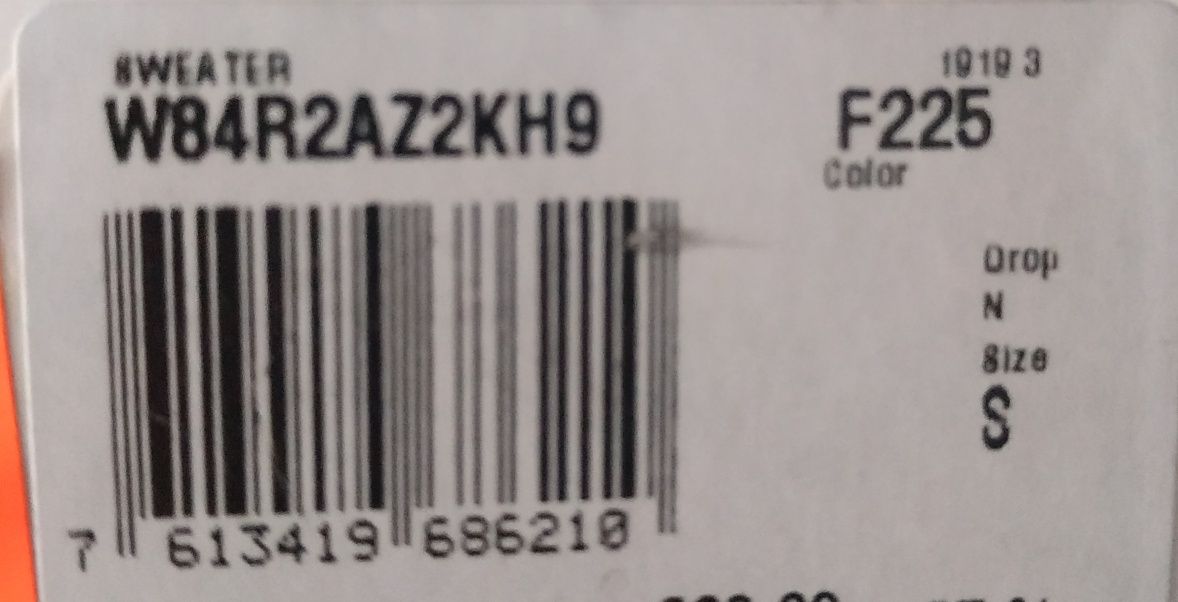 SWEATER 1919 3
W84R2AZ2KH9 F225
Color
Drop
N
Size
S
7 613419 686210